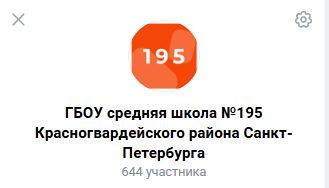 195
ГБОУ средняя школа №195
Красногвардейского района Санкт-
Петербурга
644 участника